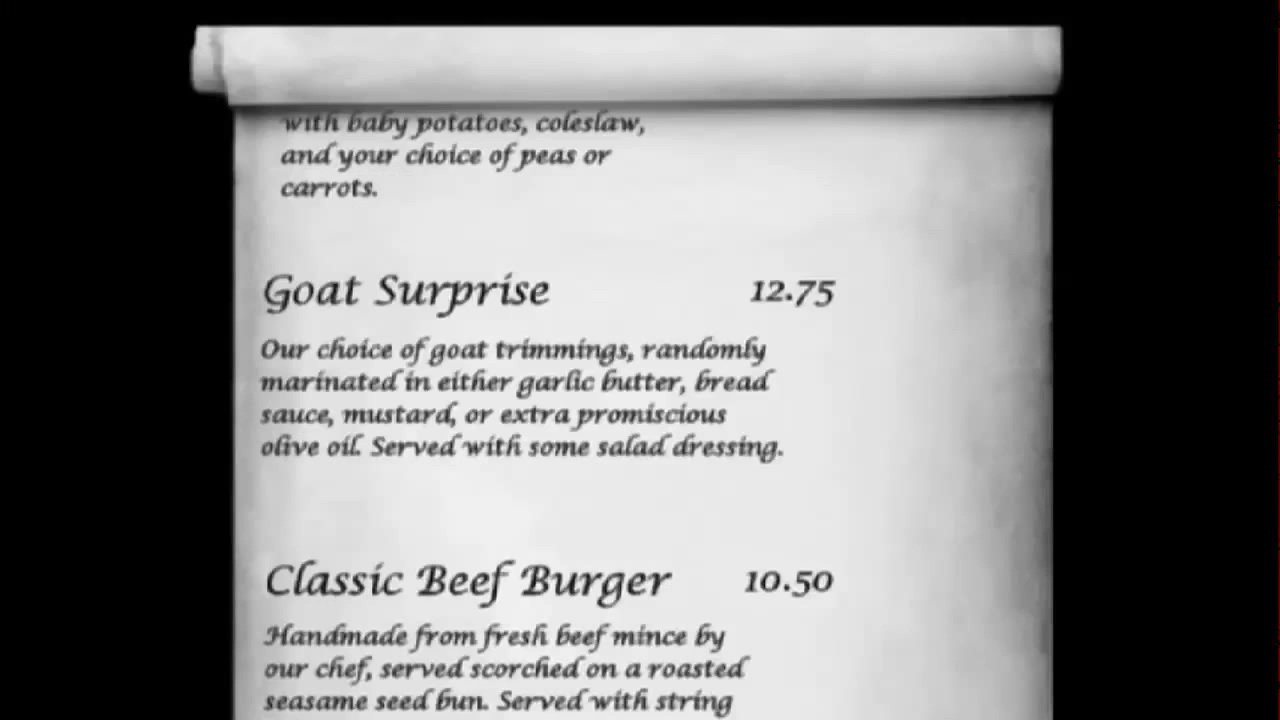 with baby potatoes, coleslaw,
and your choice of peas or
carrots.
Goat Surprise 12.75
Our choice of goat trimmings, randomly
marinated in either garlic butter, bread
sauce, mustard, or extra promiscious
olive oil. Served with some salad dressing.
Classic Beef Burger 10.50
Handmade from fresh beef mince by
our chef, served scorched on a roasted
seasame seed bun. Served with string